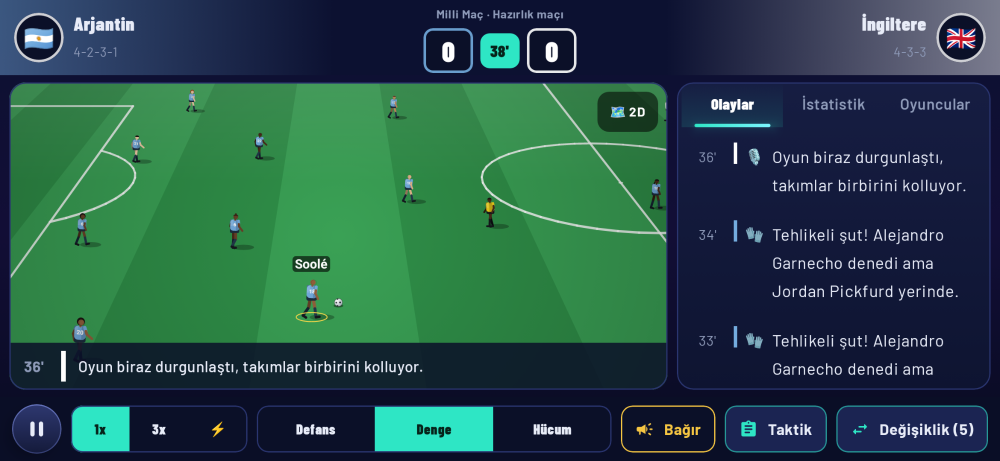 Arjantin
4-2-3-1
Milli Maç · Hazırlık maçı
0
38'
0
İngiltere
4-3-3
2D
Soolé
36'
Oyun biraz durgunlaştı, takımlar birbirini kolluyor.
Olaylar
İstatistik
Oyuncular
36'
Oyun biraz durgunlaştı,
takımlar birbirini kolluyor.
34'
Tehlikeli şut! Alejandro
Garnecho denedi ama
Jordan Pickfurd yerinde.
33'
Tehlikeli şut! Alejandro
Garnecho denedi ama
1x
3x
Defans
Denge
Hücum
Bağır
Taktik
Değişiklik (5)